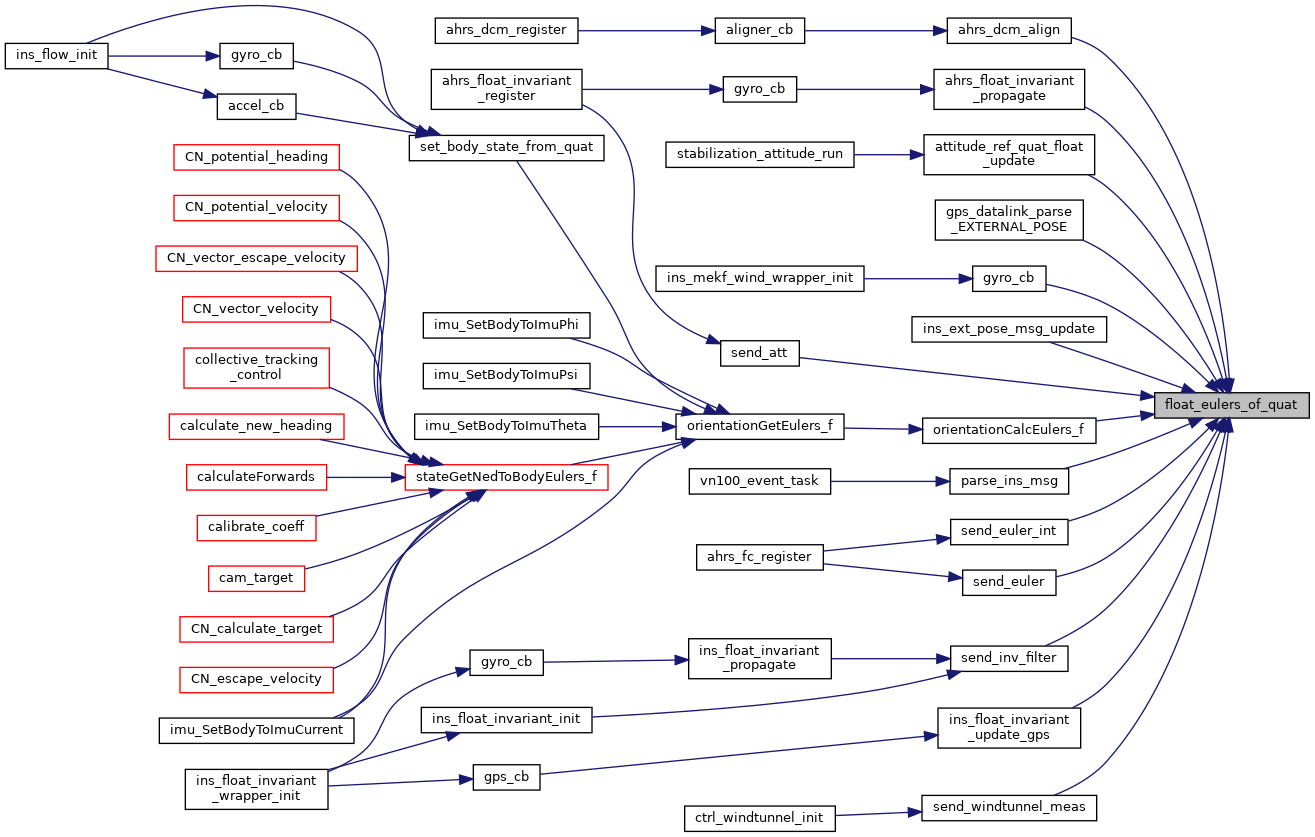 ins_flow_init
gyro_cb
accel_cb
set_body_state_from_quat
CN_potential_heading
CN_potential_velocity
CN_vector_escape_velocity
CN_vector_velocity
collective_tracking
_control
calculate_new_heading
calculateForwards
calibrate_coeff
cam_target
CN_calculate_target
CN_escape_velocity
imu_SetBodyToImuCurrent
ins_float_invariant
_wrapper_init
imu_SetBodyToImuPhi
imu_SetBodyToImuPsi
imu_SetBodyToImuTheta
stateGetNedToBodyEulers_f
gyro_cb
ins_float_invariant_init
gps_cb
ahrs_dcm_register
ahrs_float_invariant
_register
aligner_cb
gyro_cb
stabilization_attitude_run
ins_mekf_wind_wrapper_init
send_att
orientationGetEulers_f
vn100_event_task
ahrs_fc_register
ins_float_invariant
_propagate
ctrl_windtunnel_init
ahrs_dcm_align
ahrs_float_invariant
_propagate
attitude_ref_quat_float
_update
gps_datalink_parse
_EXTERNAL_POSE
gyro_cb
ins_ext_pose_msg_update
orientationCalcEulers_f
parse_ins_msg
send_euler_int
send_euler
send_inv_filter
ins_float_invariant
_update_gps
send_windtunnel_meas
float_eulers_of_quat